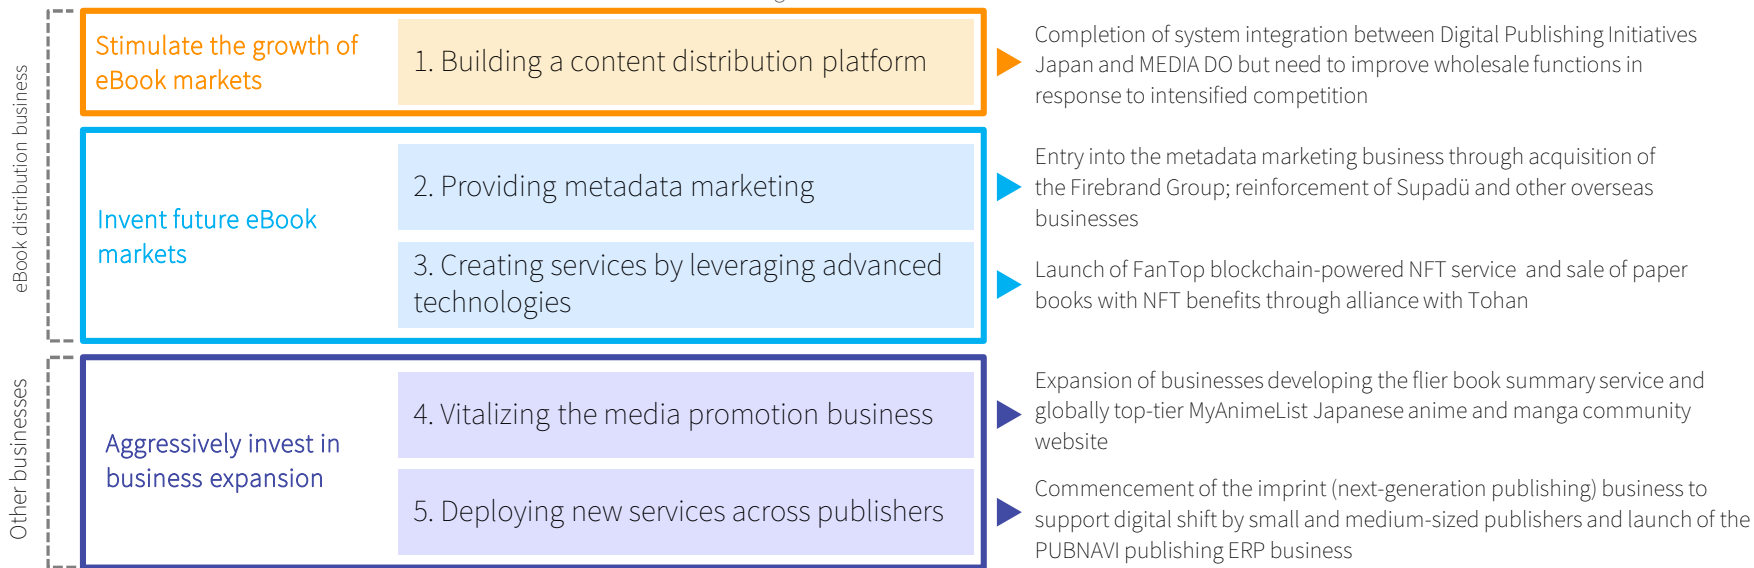 eBook distribution business
Stimulate the growth of
eBook markets
1. Building a content distribution platform
Completion of system integration between Digital Publishing Initiatives
Japan and MEDIA DO but need to improve wholesale functions in
response to intensified competition
Invent future eBook
markets
2. Providing metadata marketing
Entry into the metadata marketing business through acquisition of
the Firebrand Group; reinforcement of Supadü and other overseas
businesses
3. Creating services by leveraging advanced
technologies
Launch of FanTop blockchain-powered NFT service and sale of paper
books with NFT benefits through alliance with Tohan
Other businesses
Aggressively invest in
business expansion
4. Vitalizing the media promotion business
Expansion of businesses developing the flier book summary service and
globally top-tier MyAnimeList Japanese anime and manga community
website
5. Deploying new services across publishers
Commencement of the imprint (next-generation publishing) business to
support digital shift by small and medium-sized publishers and launch of the
PUBNAVI publishing ERP business